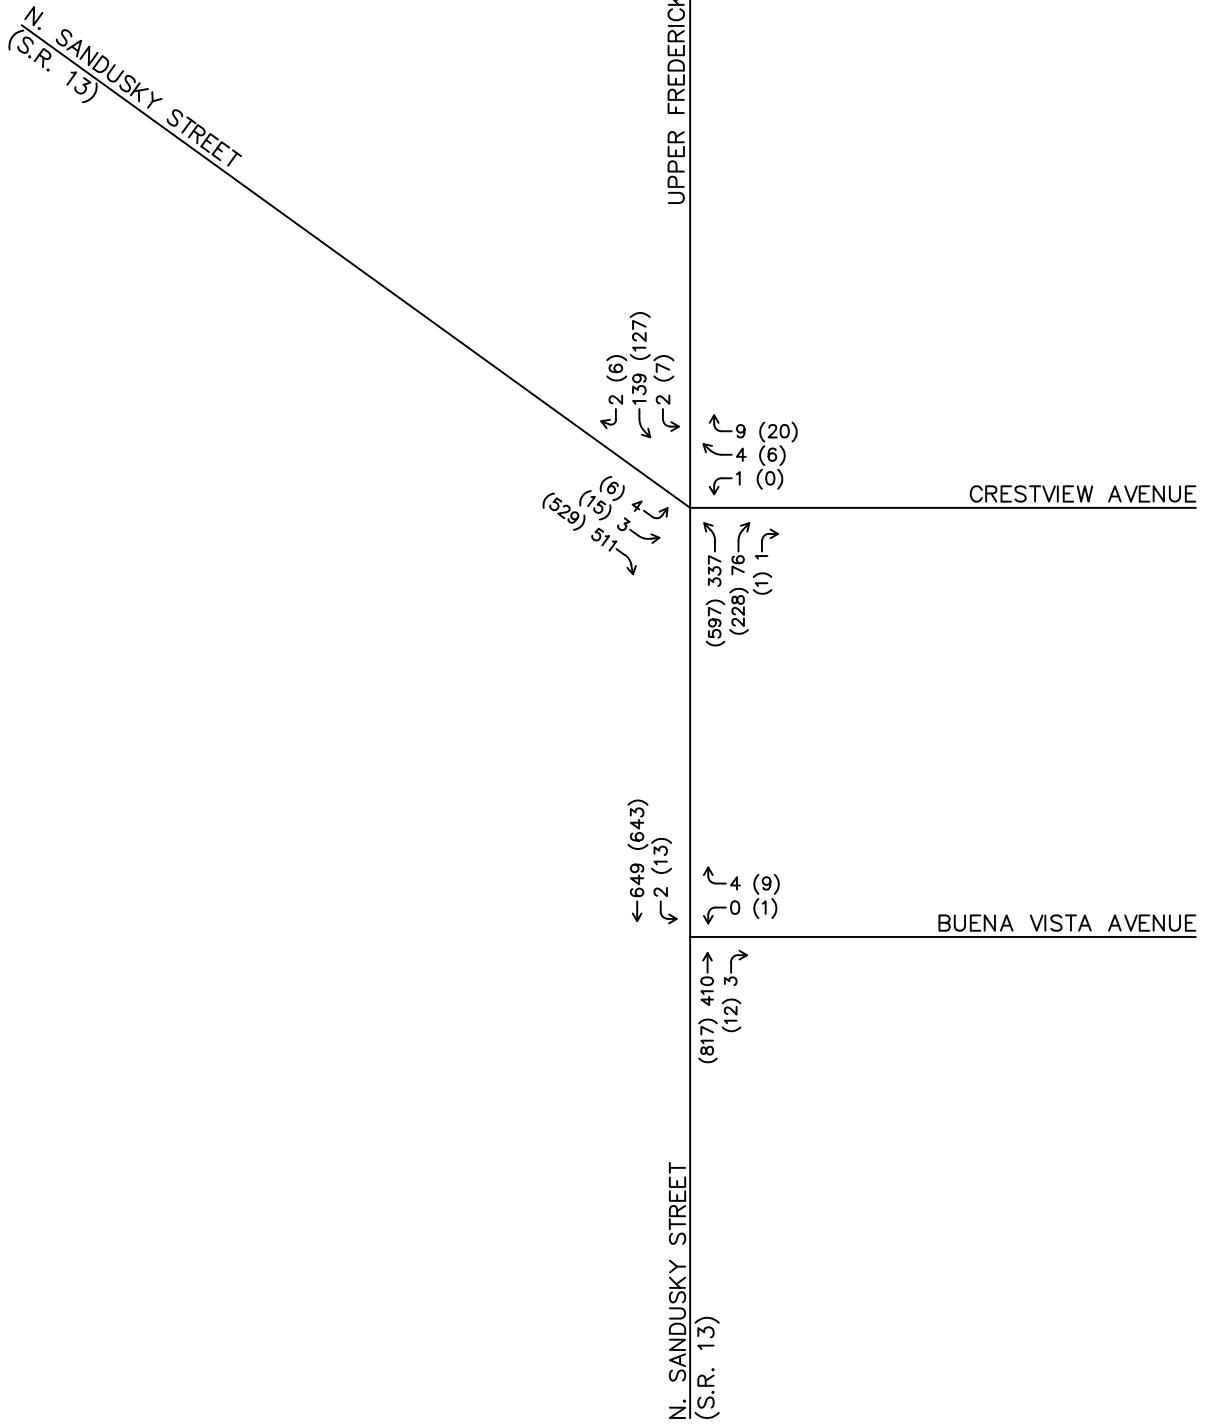 N. SANDUSKY STREET
(S.R. 13)
UPPER FREDERICK
2 (6)
139 (127)
2 (7)
9 (20)
4 (6)
1 (0)
CRESTVIEW AVENUE
(6) 4
(15) 3
(529) 511
(597) 337
(228) 76
(1) 1
649 (643)
2 (13)
4 (9)
0 (1)
BUENA VISTA AVENUE
(817) 410
(12) 3
N. SANDUSKY STREET
(S.R. 13)